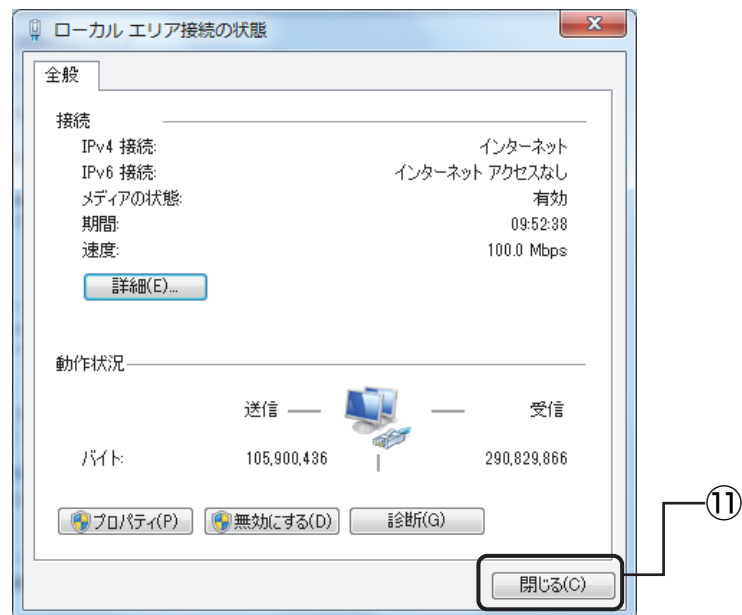 ローカル エリア接続の状態
全般
接続
IPv4 接続: インターネット
IPv6 接続: インターネット アクセスなし
メディアの状態: 有効
期間: 09:52:38
速度: 100.0 Mbps
詳細(E)...
動作状況
送信 受信
バイト: 105,900,436 290,829,866
プロパティ(P) 無効にする(D) 診断(G)
⑪
閉じる(C)